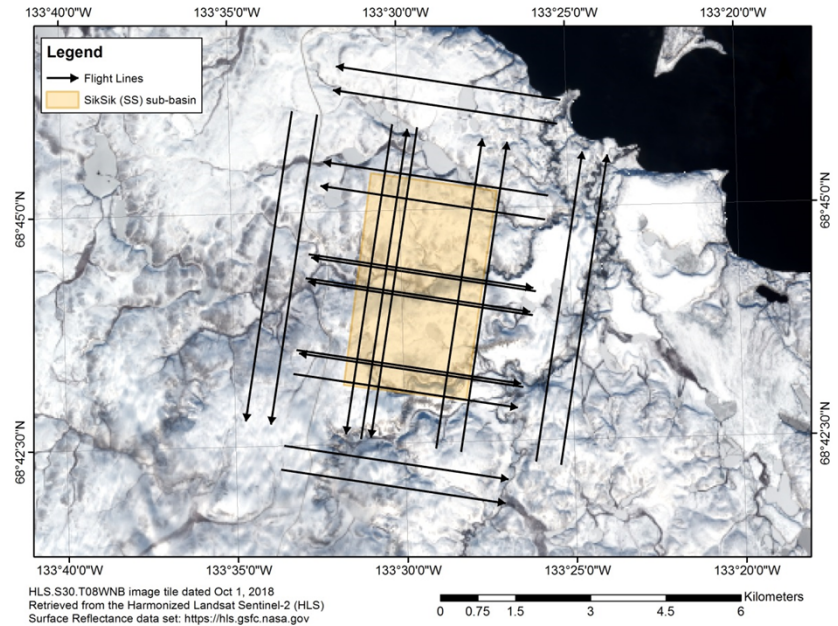 133°40'0"W 133°35'0"W 133°30'0"W 133°25'0"W 133°20'0"W
Legend
Flight Lines
SikSik (SS) sub-basin
68°45'0"N 68°45'0"N
68°42'30"N 68°42'30"N
133°40'0"W 133°35'0"W 133°30'0"W 133°25'0"W 133°20'0"W
HLS.S30.T08WNB image tile dated Oct 1, 2018
Retrieved from the Harmonized Landsat Sentinel-2 (HLS)
Surface Reflectance data set: https://hls.gsfc.nasa.gov
Kilometers
0 0.75 1.5 3 4.5 6